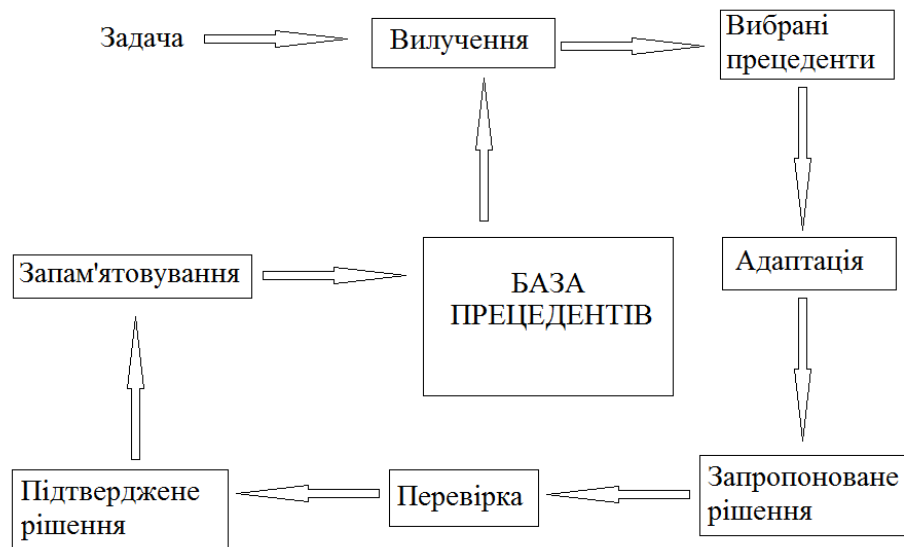 Задача
Вилучення
Вибрані
прецеденти
Запам'ятовування
БАЗА
ПРЕЦЕДЕНТІВ
Адаптація
Підтверджене
рішення
Перевірка
Запропоноване
рішення